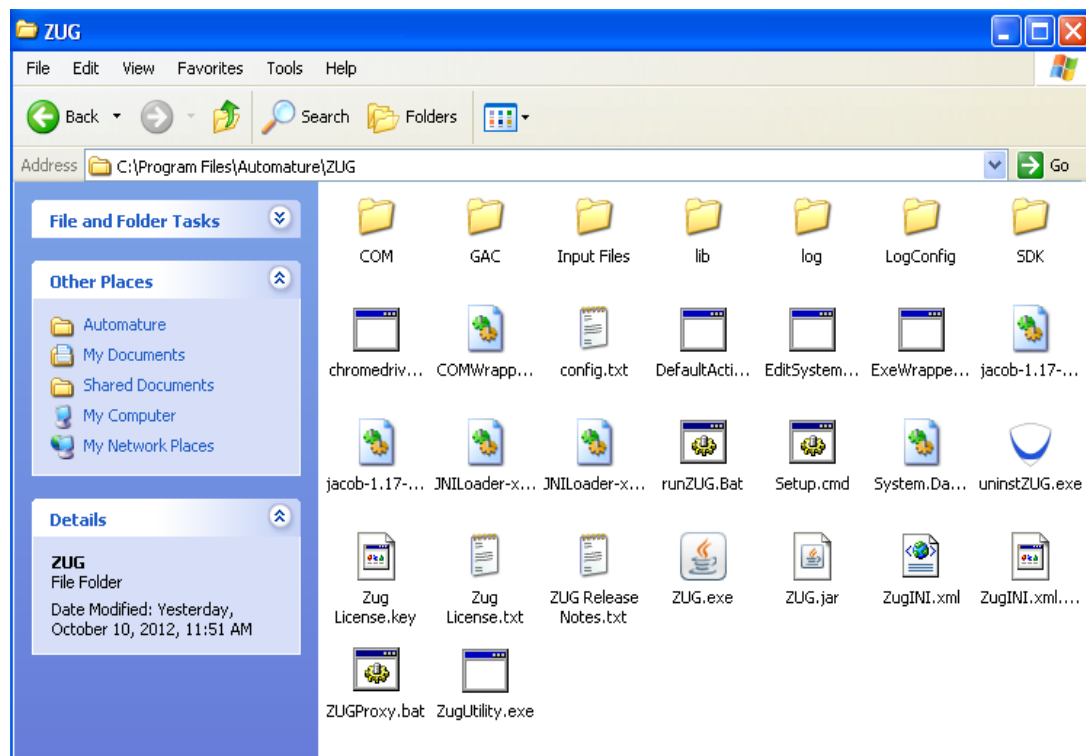 ZUG
File Edit View Favorites Tools Help
Back Search Folders
Address C:\Program Files\Automature\ZUG Go
File and Folder Tasks
Other Places
Automature
My Documents
Shared Documents
My Computer
My Network Places
Details
ZUG
File Folder
Date Modified: Yesterday,
October 10, 2012, 11:51 AM
COM GAC Input Files lib log LogConfig SDK
chromedriv... COMWrapp... config.txt DefaultActi... EditSystem... ExeWrappe... jacob-1.17-...
jacob-1.17-... JNILoader-x... JNILoader-x... runZUG.Bat Setup.cmd System.Da... uninstZUG.exe
Zug License.key Zug License.txt ZUG Release Notes.txt ZUG.exe ZUG.jar ZugINI.xml ZugINI.xml....
ZUGProxy.bat ZugUtility.exe